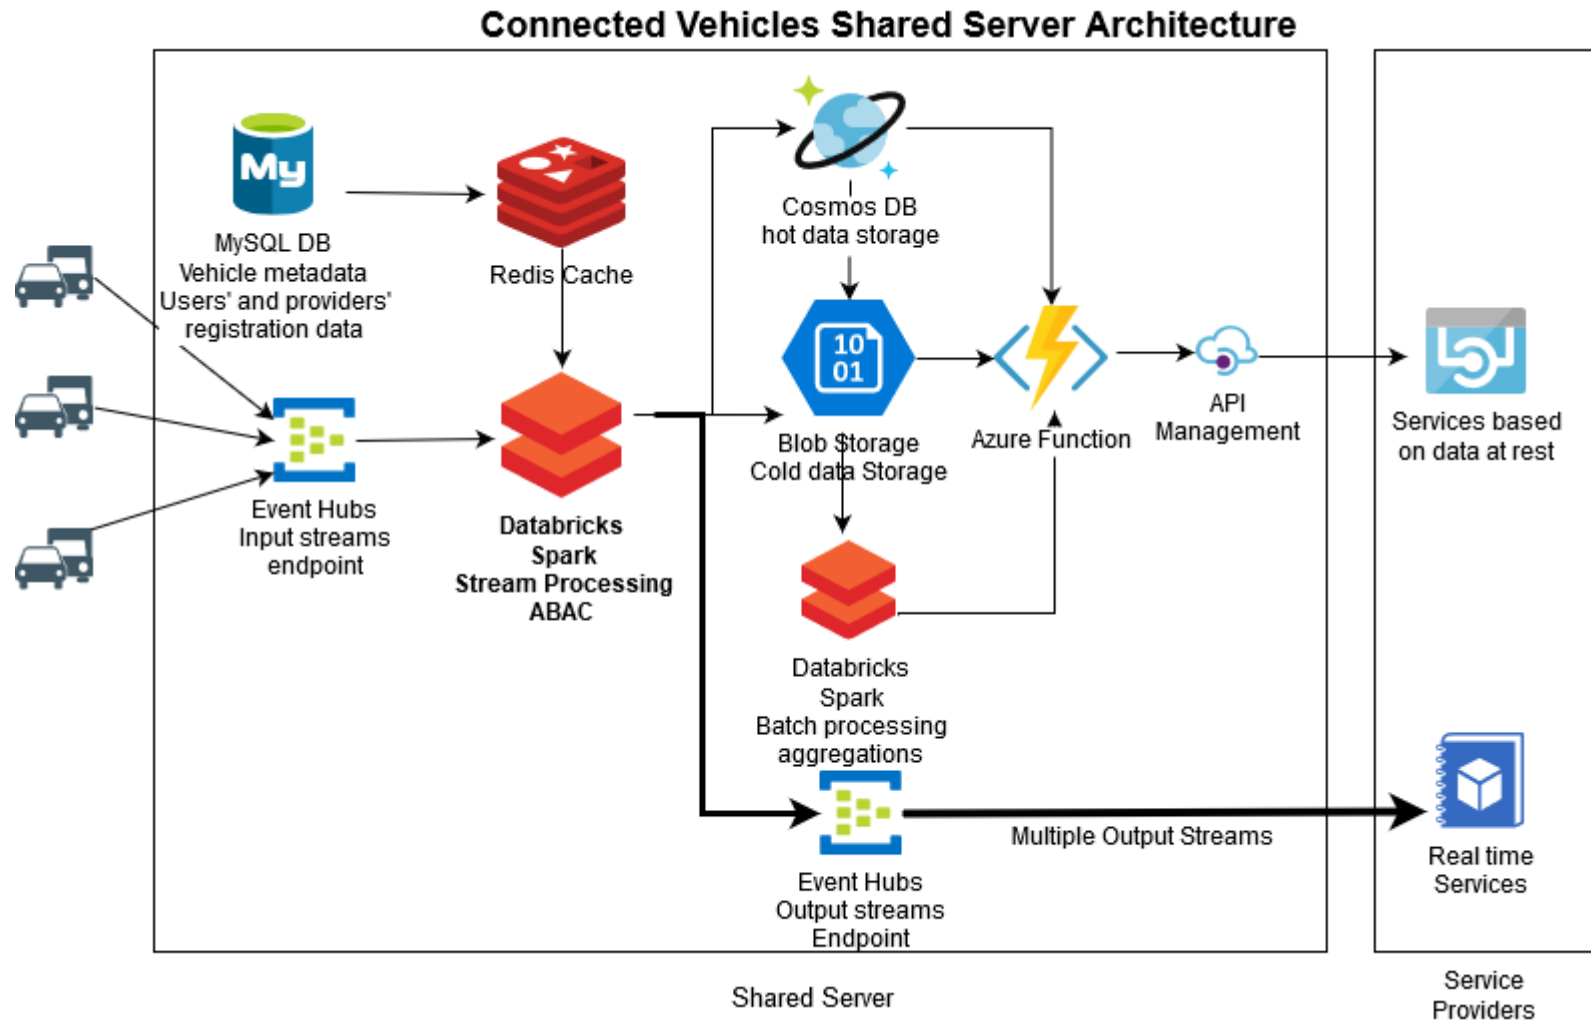 Connected Vehicles Shared Server Architecture
My
MySQL DB
Vehicle metadata
Users' and providers'
registration data
Redis Cache
Cosmos DB
hot data storage
10
01
Blob Storage
Cold data Storage
Azure Function
API
Management
Services based
on data at rest
Event Hubs
Input streams
endpoint
Databricks
Spark
Stream Processing
ABAC
Databricks
Spark
Batch processing
aggregations
Multiple Output Streams
Event Hubs
Output streams
Endpoint
Real time
Services
Shared Server
Service
Providers